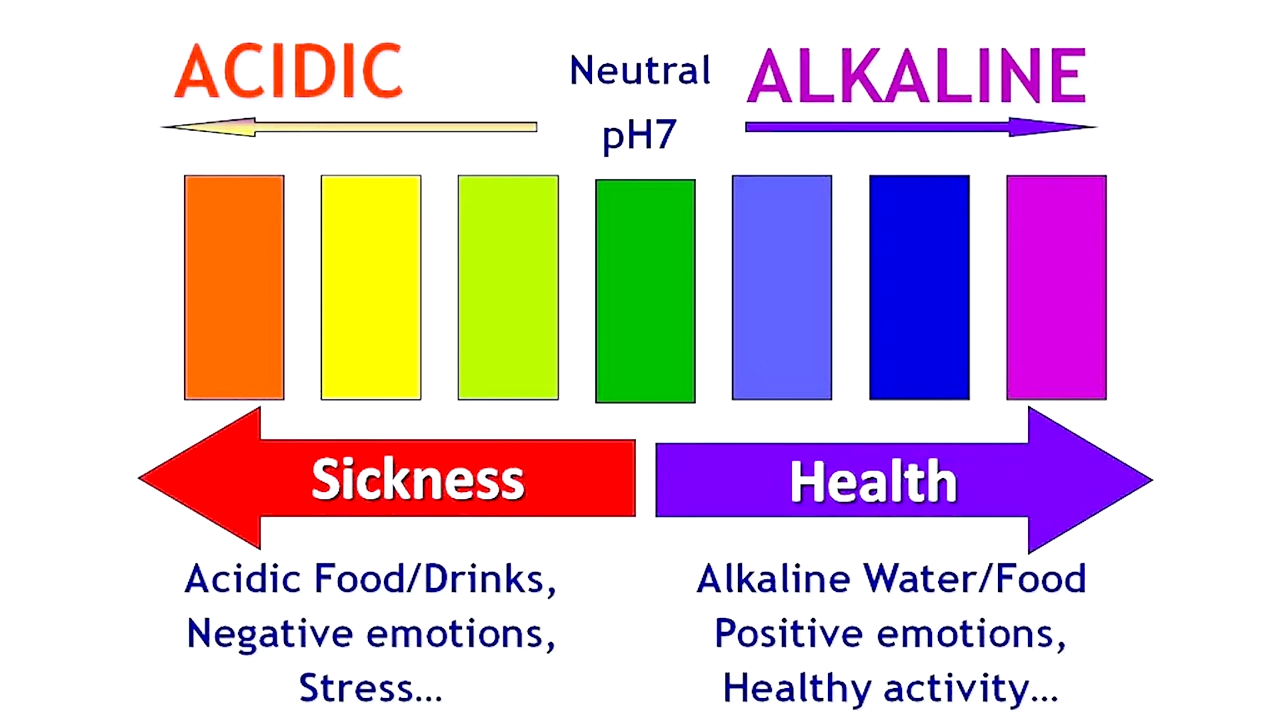 ACIDIC
Neutral
pH7
ALKALINE
Sickness
Health
Acidic Food/Drinks,
Negative emotions,
Stress...
Alkaline Water/Food
Positive emotions,
Healthy activity...